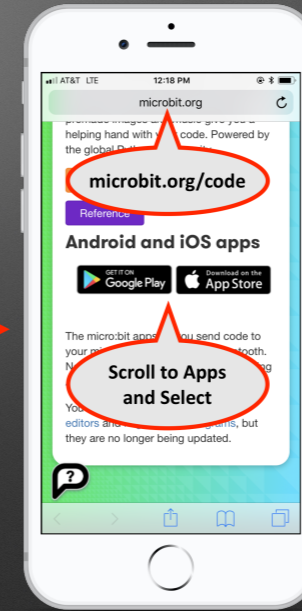 AT&T LTE 12:18 PM
microbit.org
helping hand with code. Powered by
the global
microbit.org/code
Reference
Android and iOS apps
GET IT ON Google Play Download on the App Store
The micro:bit apps you send code to
your
Scroll to Apps
and Select
editors and but
they are no longer being updated.
?